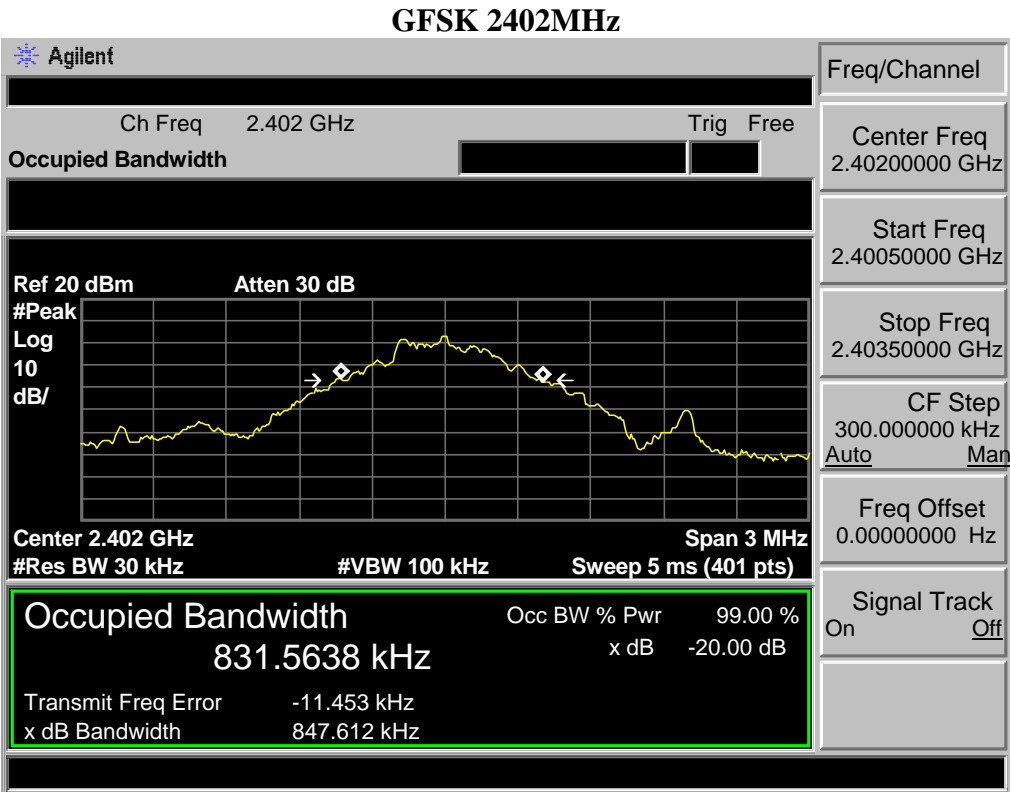 GFSK 2402MHz
Agilent
Freq/Channel
Ch Freq 2.402 GHz Trig Free
Occupied Bandwidth
Center Freq
2.40200000 GHz
Start Freq
2.40050000 GHz
Stop Freq
2.40350000 GHz
CF Step
300.000000 kHz
Auto Man
Freq Offset
0.00000000 Hz
Signal Track
On Off
Ref 20 dBm Atten 30 dB
#Peak
Log
10
dB/
Center 2.402 GHz Span 3 MHz
#Res BW 30 kHz #VBW 100 kHz Sweep 5 ms (401 pts)
Occupied Bandwidth Occ BW % Pwr 99.00 %
831.5638 kHz x dB -20.00 dB
Transmit Freq Error -11.453 kHz
x dB Bandwidth 847.612 kHz